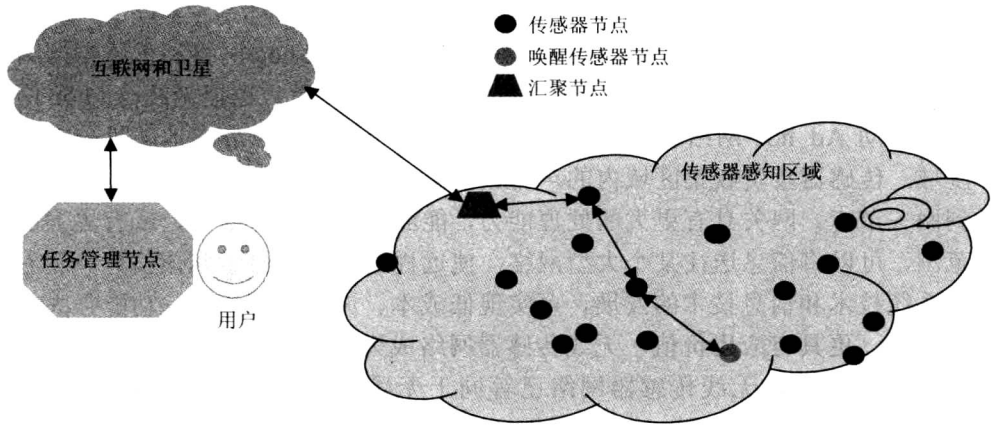 传感器节点
唤醒传感器节点
汇聚节点
互联网和卫星
传感器感知区域
任务管理节点
用户